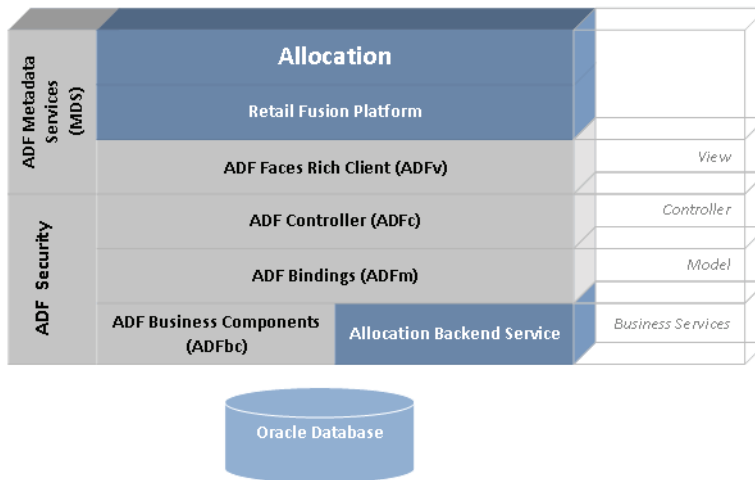 Allocation
Retail Fusion Platform
ADF Metadata
Services
(MDS)
ADF Faces Rich Client (ADFv)
View
ADF Controller (ADFc)
Controller
ADF Security
ADF Bindings (ADFm)
Model
ADF Business Components
(ADFbc)
Allocation Backend Service
Business Services
Oracle Database